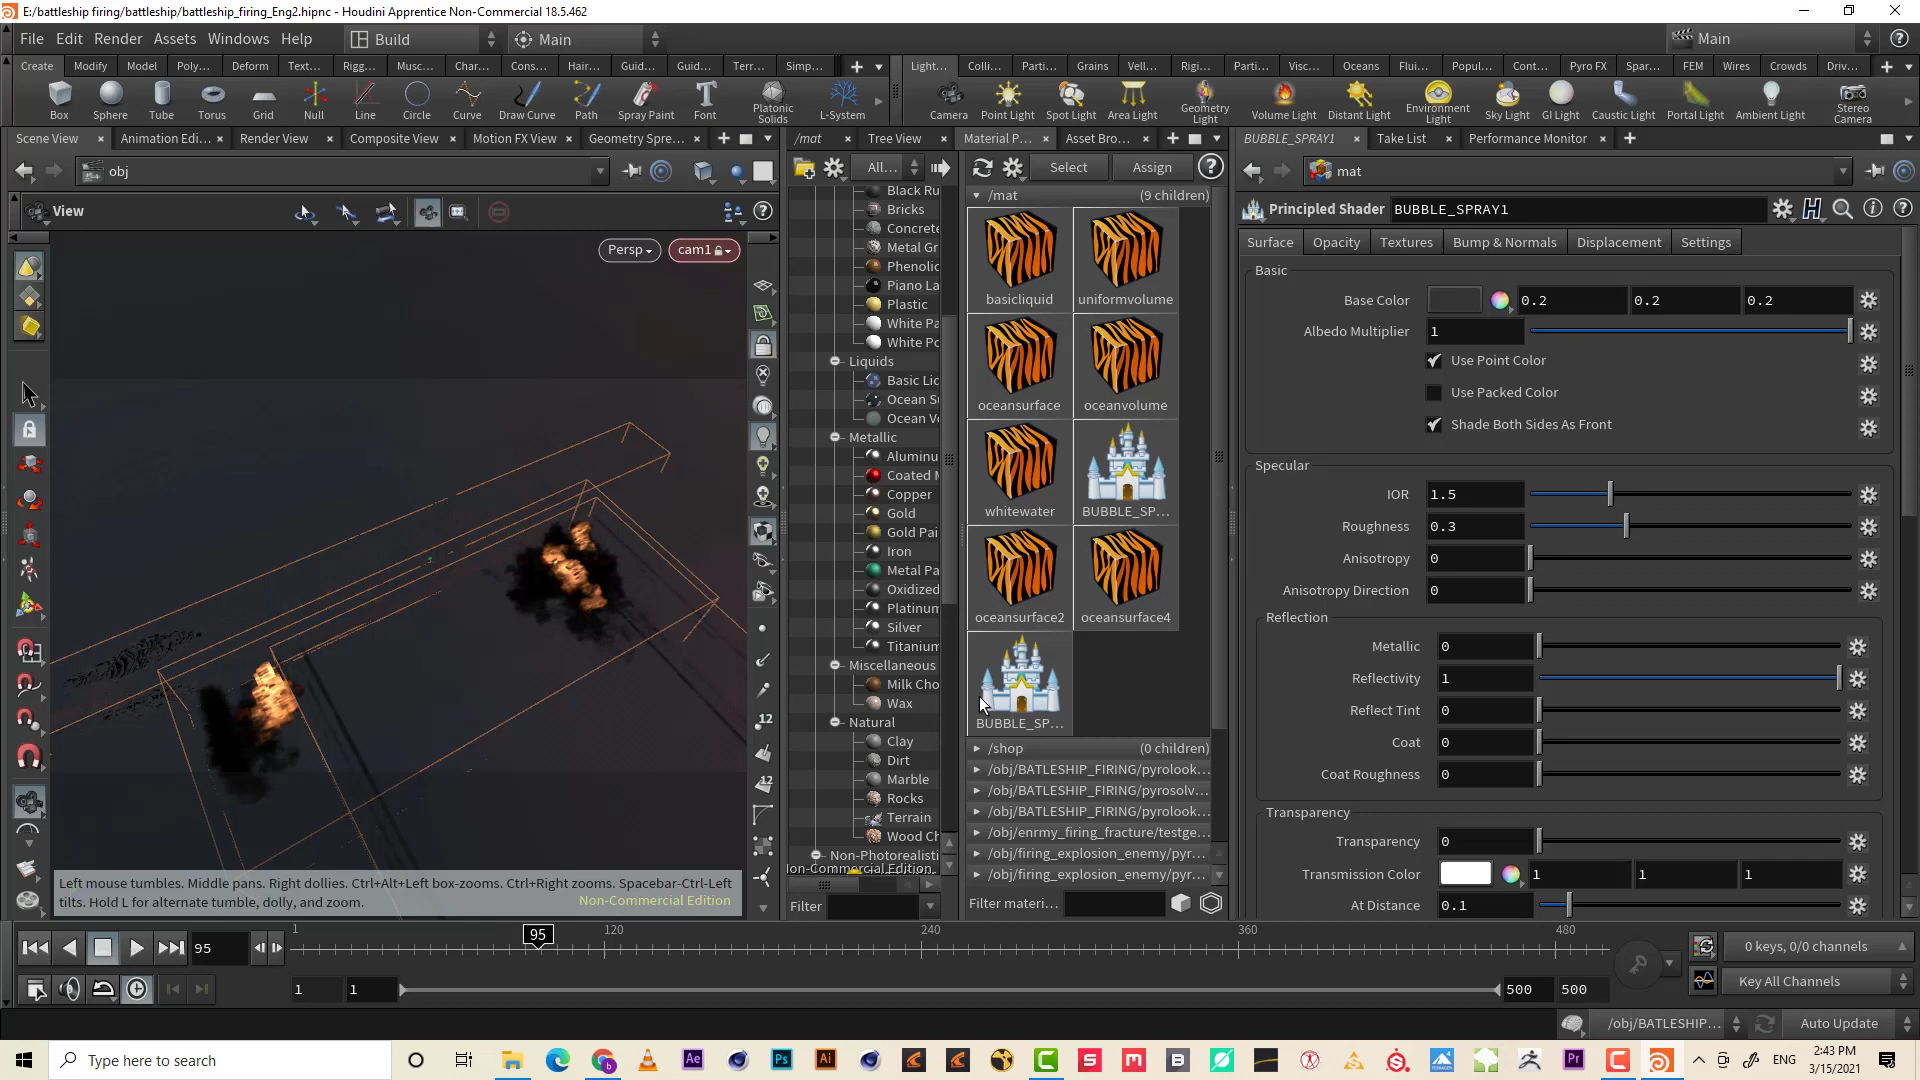 E:/battleship firing/battleship/battleship_firing_Eng2.hipnc - Houdini Apprentice Non-Commercial 18.5.462
File Edit Render Assets Windows Help Build Main Main
Create Modify Model Poly... Deform Text... Rigg... Musc... Char... Cons... Hair... Guid... Guid... Terr... Simp... Light... Colli... Parti... Grains Vell... Rigi... Parti... Visc... Oceans Flui... Popul... Cont... Pyro FX Spar... FEM Wires Crowds Driv...
Box Sphere Tube Torus Grid Null Line Circle Curve Draw Curve Path Spray Paint Font Platonic Solids L-System Camera Point Light Spot Light Area Light Geometry Light Volume Light Distant Light Environment Light Sky Light GI Light Caustic Light Portal Light Ambient Light Stereo Camera
Scene View Animation Edi... Render View Composite View Motion FX View Geometry Spre... /mat Tree View Material P... Asset Bro... BUBBLE_SPRAY1 Take List Performance Monitor
obj All... Select Assign mat
View
Persp cam1
Black Ru
Bricks
Concrete
Metal Gr
Phenolic
Piano La
Plastic
White Pa
White Po
Liquids
Basic Lic
Ocean Su
Ocean Vo
Metallic
Aluminu
Coated M
Copper
Gold
Gold Pai
Iron
Metal Pa
Oxidized
Platinum
Silver
Titanium
Miscellaneous
Milk Cho
Wax
Natural
Clay
Dirt
Marble
Rocks
Terrain
Wood Ch
Non-Photorealisti
Ion-Commercial Edition
Filter
/mat (9 children)
basicliquid uniformvolume
oceansurface oceanvolume
whitewater BUBBLE_SP...
oceansurface2 oceansurface4
BUBBLE_SP...
/shop (0 children)
/obj/BATLESHIP_FIRING/pyrolook...
/obj/BATLESHIP_FIRING/pyrosolv...
/obj/BATLESHIP_FIRING/pyrolook...
/obj/enrmy_firing_fracture/testge...
/obj/firing_explosion_enemy/pyr...
/obj/firing_explosion_enemy/pyr...
Filter materi...
Principled Shader BUBBLE_SPRAY1
Surface Opacity Textures Bump & Normals Displacement Settings
Basic
Base Color 0.2 0.2 0.2
Albedo Multiplier 1
Use Point Color
Use Packed Color
Shade Both Sides As Front
Specular
IOR 1.5
Roughness 0.3
Anisotropy 0
Anisotropy Direction 0
Reflection
Metallic 0
Reflectivity 1
Reflect Tint 0
Coat 0
Coat Roughness 0
Transparency
Transparency 0
Transmission Color 1 1 1
At Distance 0.1
12
12
Left mouse tumbles. Middle pans. Right dollies. Ctrl+Alt+Left box-zooms. Ctrl+Right zooms. Spacebar-Ctrl-Left
tilts. Hold L for alternate tumble, dolly, and zoom. Non-Commercial Edition
95 1 95 120 240 360 480 0 keys, 0/0 channels
1 1 500 500 Key All Channels
/obj/BATLESHIP... Auto Update
Type here to search ENG 2:43 PM
3/15/2021